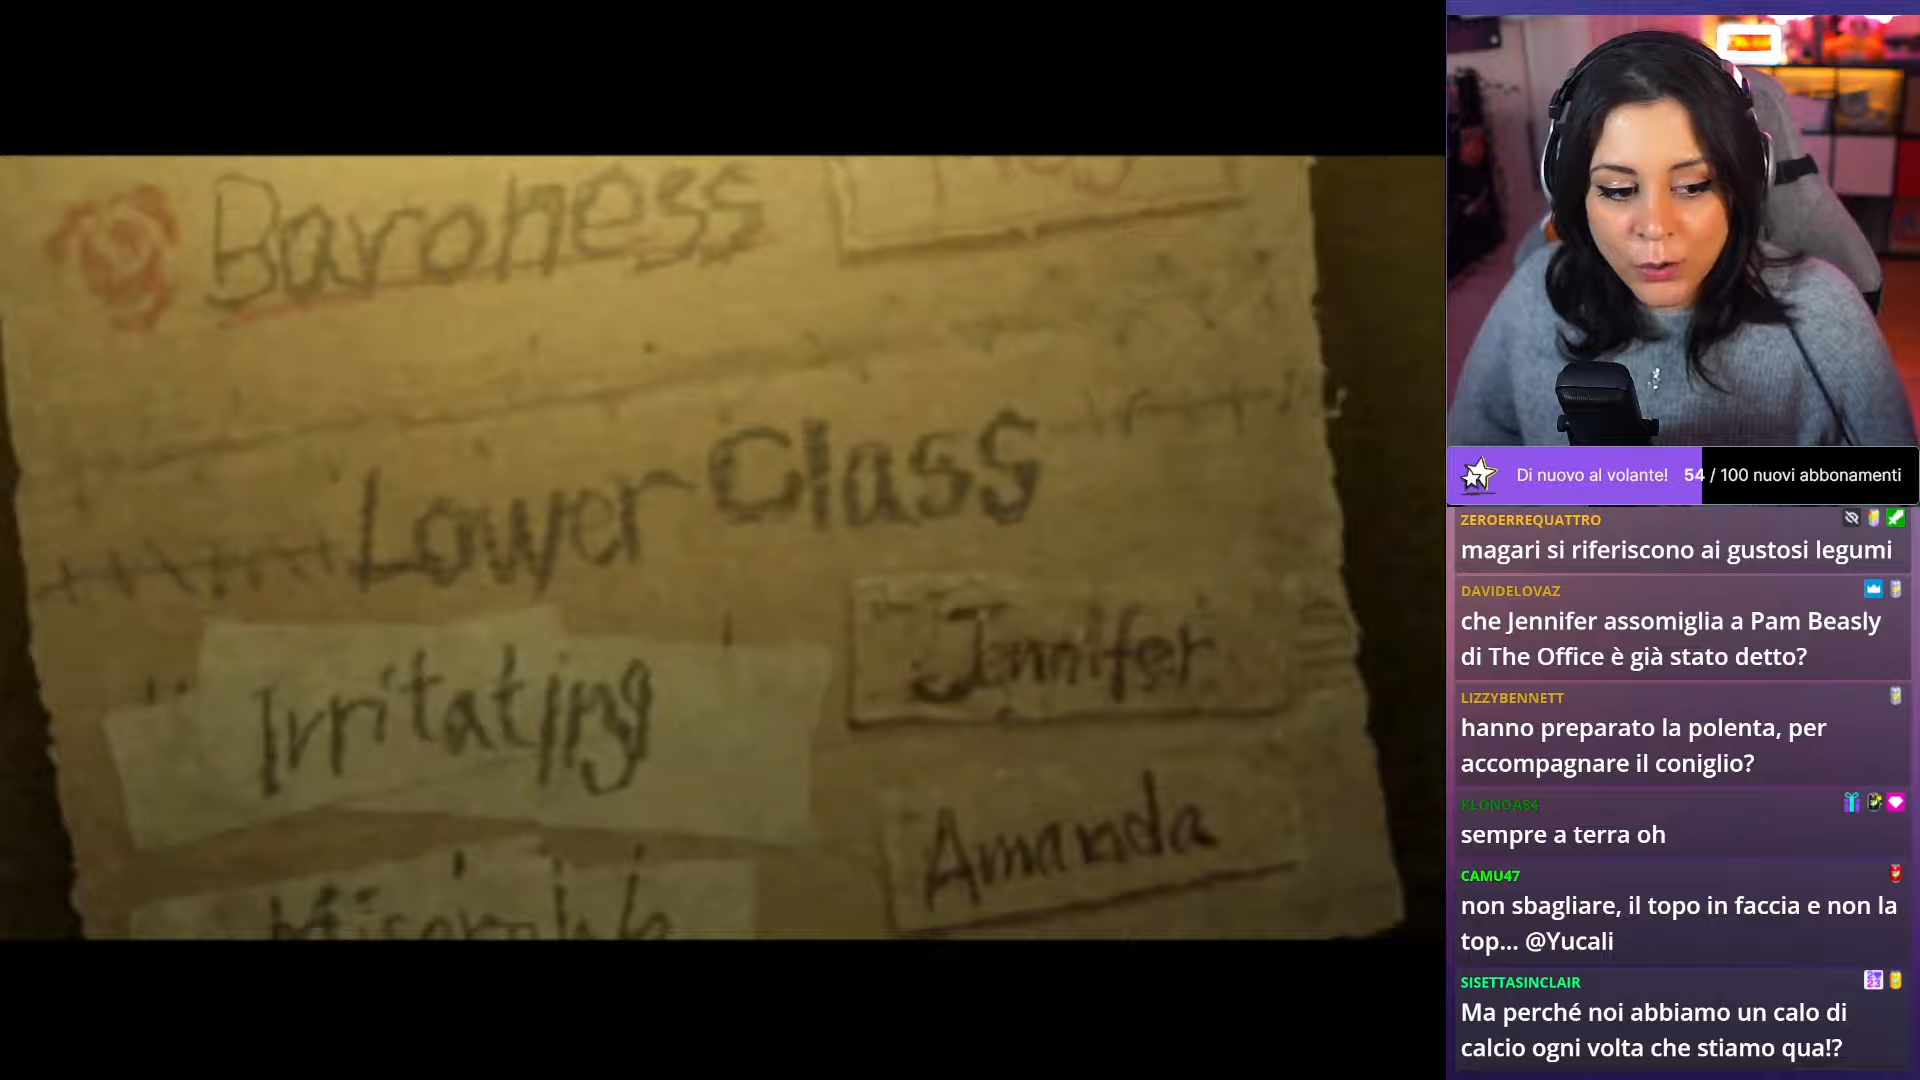 Baroness
Lower Class
Irritating
Jennifer
Amanda
Di nuovo al volante! 54 / 100 nuovi abbonamenti
ZEROERREQUATTRO
magari si riferiscono ai gustosi legumi
DAVIDELOVAZ
che Jennifer assomiglia a Pam Beasly
di The Office è già stato detto?
LIZZYBENNETT
hanno preparato la polenta, per
accompagnare il coniglio?
KLONOA84
sempre a terra oh
CAMU47
non sbagliare, il topo in faccia e non la
top... @Yucali
SISETTASINCLAIR
Ma perché noi abbiamo un calo di
calcio ogni volta che stiamo qua!?